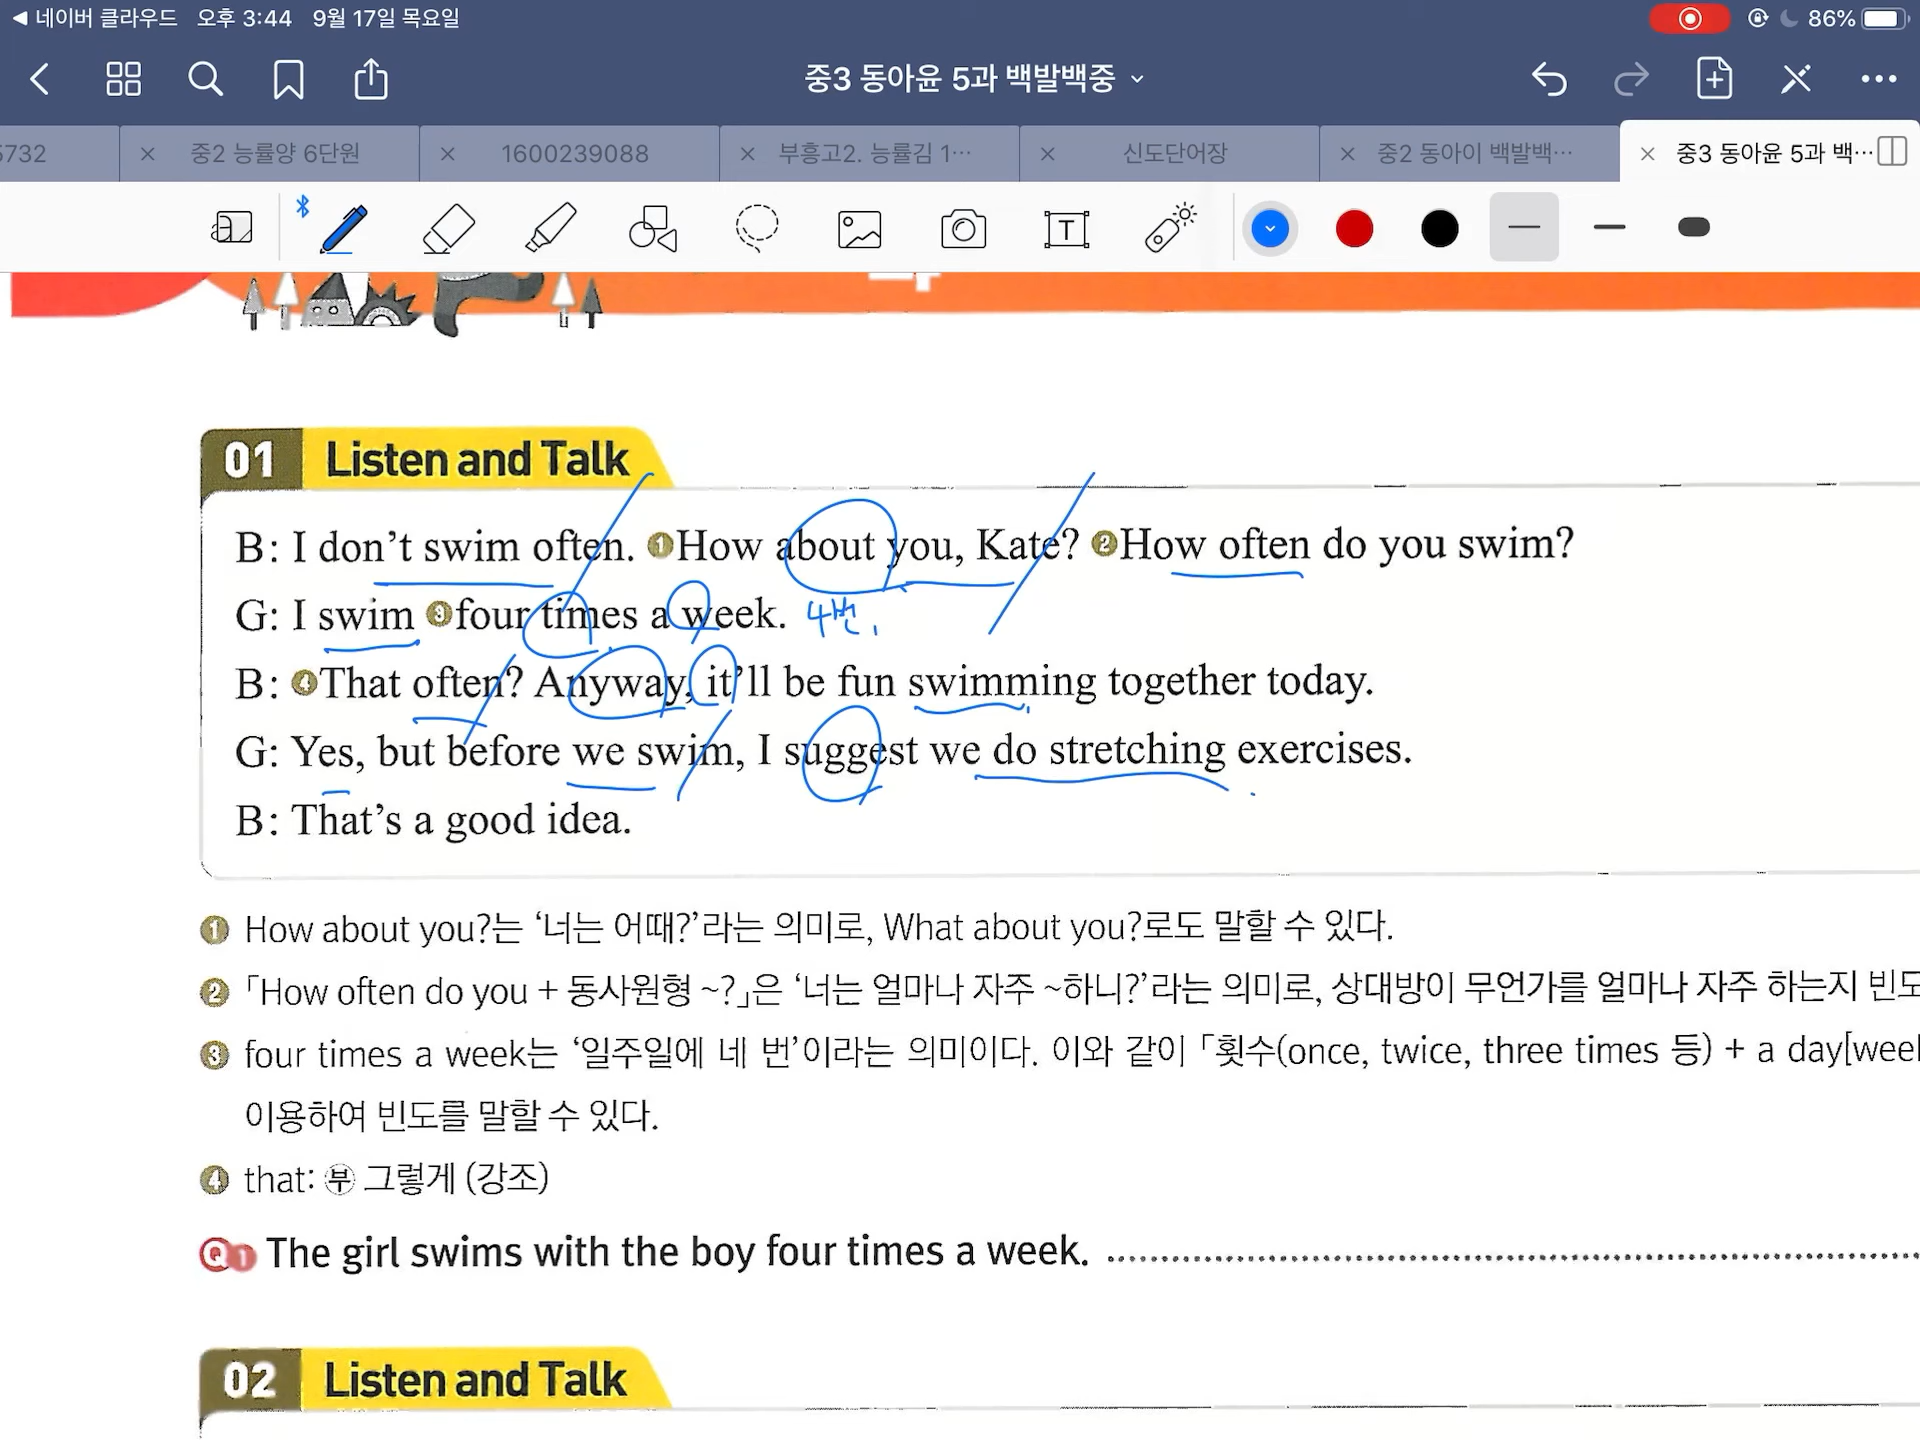 ◀ 네이버 클라우드 오후 3:44 9월 17일 목요일 86%
중3 동아윤 5과 백발백중
5732 × 중2 능률양 6단원 × 1600239088 × 부흥고2. 능률김 1… × 신도단어장 × 중2 동아이 백발백… × 중3 동아윤 5과 백…
T
01 Listen and Talk
B: I don't swim often. ❶How about you, Kate? ❷How often do you swim?
G: I swim ❸four times a week. 4번
B: ❹That often? Anyway, it'll be fun swimming together today.
G: Yes, but before we swim, I suggest we do stretching exercises.
B: That's a good idea.
❶ How about you?는 '너는 어때?'라는 의미로, What about you?로도 말할 수 있다.
❷ 「How often do you + 동사원형 ~?」은 '너는 얼마나 자주 ~하니?'라는 의미로, 상대방이 무언가를 얼마나 자주 하는지 빈도
❸ four times a week는 '일주일에 네 번'이라는 의미이다. 이와 같이 「횟수(once, twice, three times 등) + a day[week
이용하여 빈도를 말할 수 있다.
❹ that: ㉾ 그렇게 (강조)
Q1 The girl swims with the boy four times a week.
02 Listen and Talk